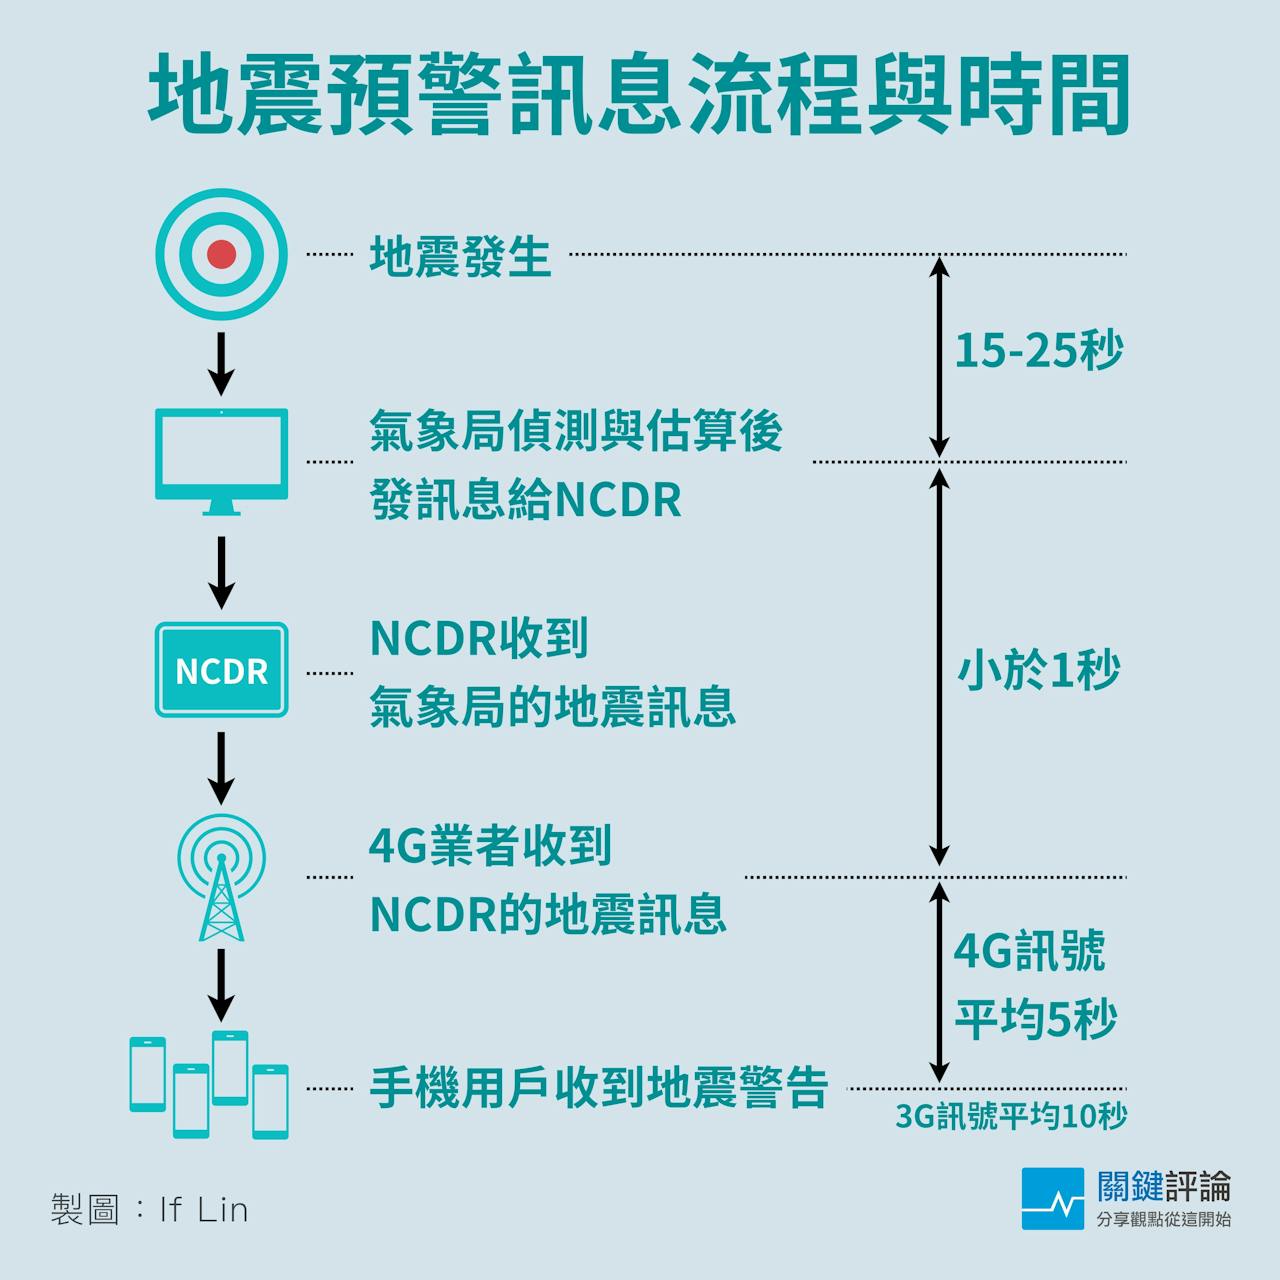 地震預警訊息流程與時間
地震發生
15-25秒
氣象局偵測與估算後
發訊息給NCDR
NCDR
NCDR收到
氣象局的地震訊息
小於1秒
4G業者收到
NCDR的地震訊息
4G訊號
平均5秒
手機用戶收到地震警告
3G訊號平均10秒
製圖：If Lin
關鍵評論
分享觀點從這開始